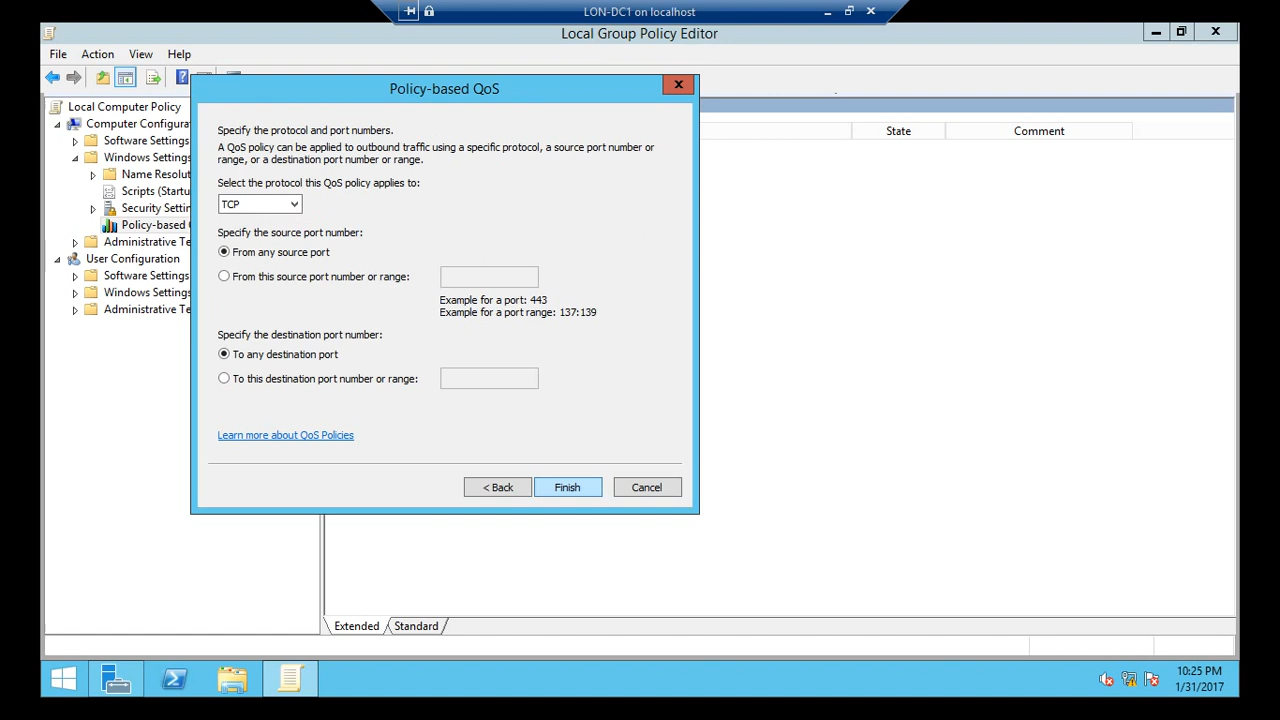 LON-DC1 on localhost
Local Group Policy Editor
File Action View Help
Local Computer Policy
Computer Configura
Software Settings
Windows Settings
Name Resolut
Scripts (Startu
Security Settin
Policy-based
Administrative Te
User Configuration
Software Settings
Windows Settings
Administrative Te
State Comment
Policy-based QoS
Specify the protocol and port numbers.
A QoS policy can be applied to outbound traffic using a specific protocol, a source port number or
range, or a destination port number or range.
Select the protocol this QoS policy applies to:
TCP
Specify the source port number:
From any source port
From this source port number or range:
Example for a port: 443
Example for a port range: 137:139
Specify the destination port number:
To any destination port
To this destination port number or range:
Learn more about QoS Policies
< Back Finish Cancel
Extended Standard
10:25 PM
1/31/2017